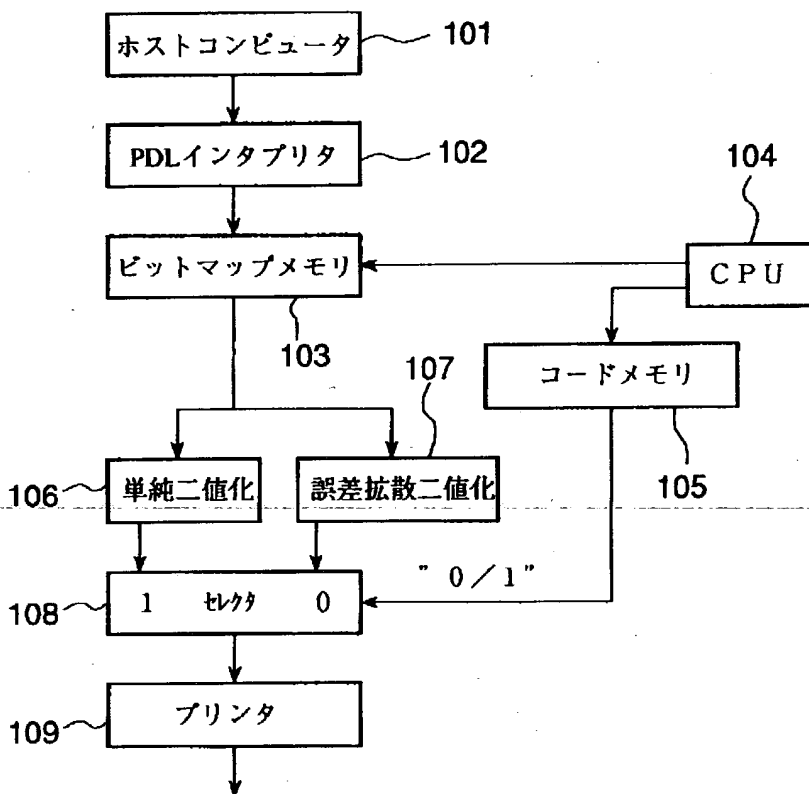 ホストコンピュータ
101
PDLインタプリタ
102
104
ビットマップメモリ
CPU
103
107
コードメモリ
105
106
単純二値化
誤差拡散二値化
" 0/1"
108
1 セレクタ 0
プリンタ
109